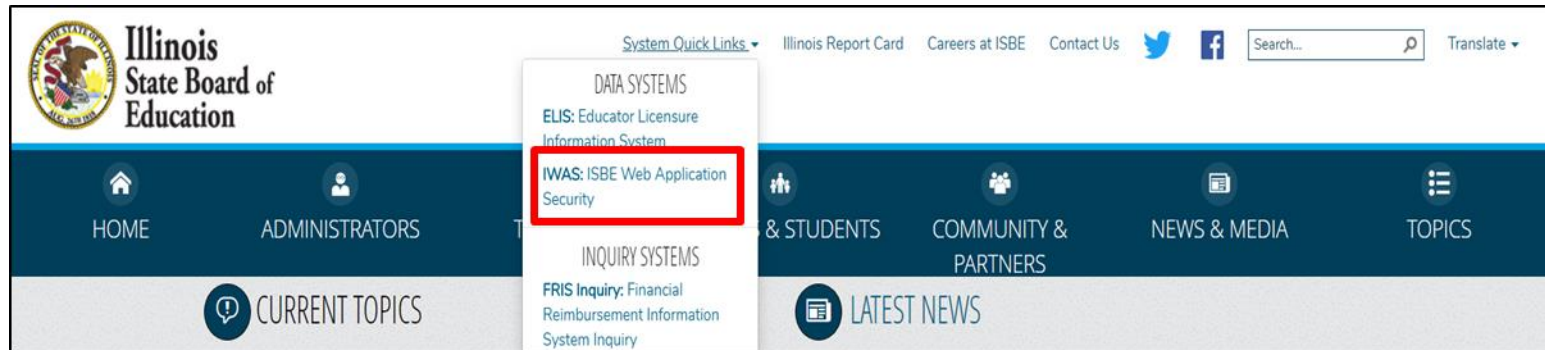 Illinois
State Board of
Education
System Quick Links
Illinois Report Card
Careers at ISBE
Contact Us
Search...
Translate
DATA SYSTEMS
ELIS: Educator Licensure
Information System
IWAS: ISBE Web Application
Security
HOME
ADMINISTRATORS
T
& STUDENTS
COMMUNITY &
PARTNERS
NEWS & MEDIA
TOPICS
INQUIRY SYSTEMS
FRIS Inquiry: Financial
Reimbursement Information
System Inquiry
CURRENT TOPICS
LATEST NEWS